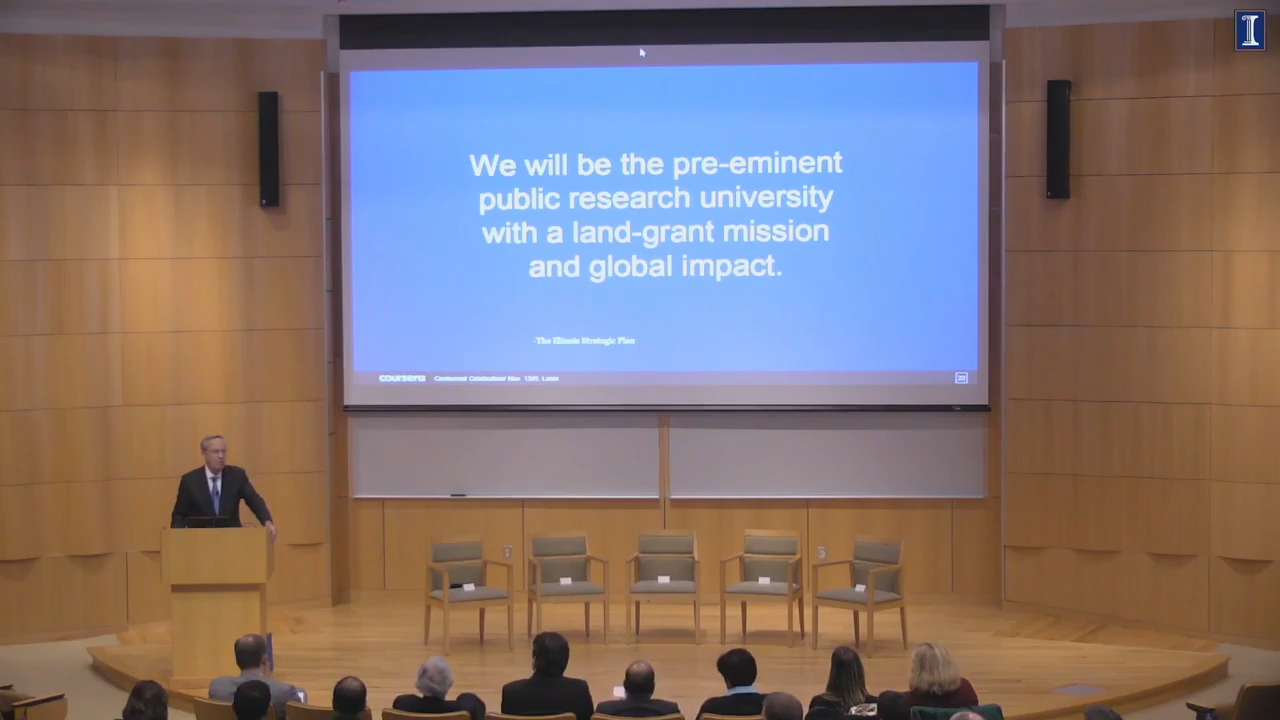 We will be the pre-eminent
public research university
with a land-grant mission
and global impact.
-The Illinois Strategic Plan
coursera
I